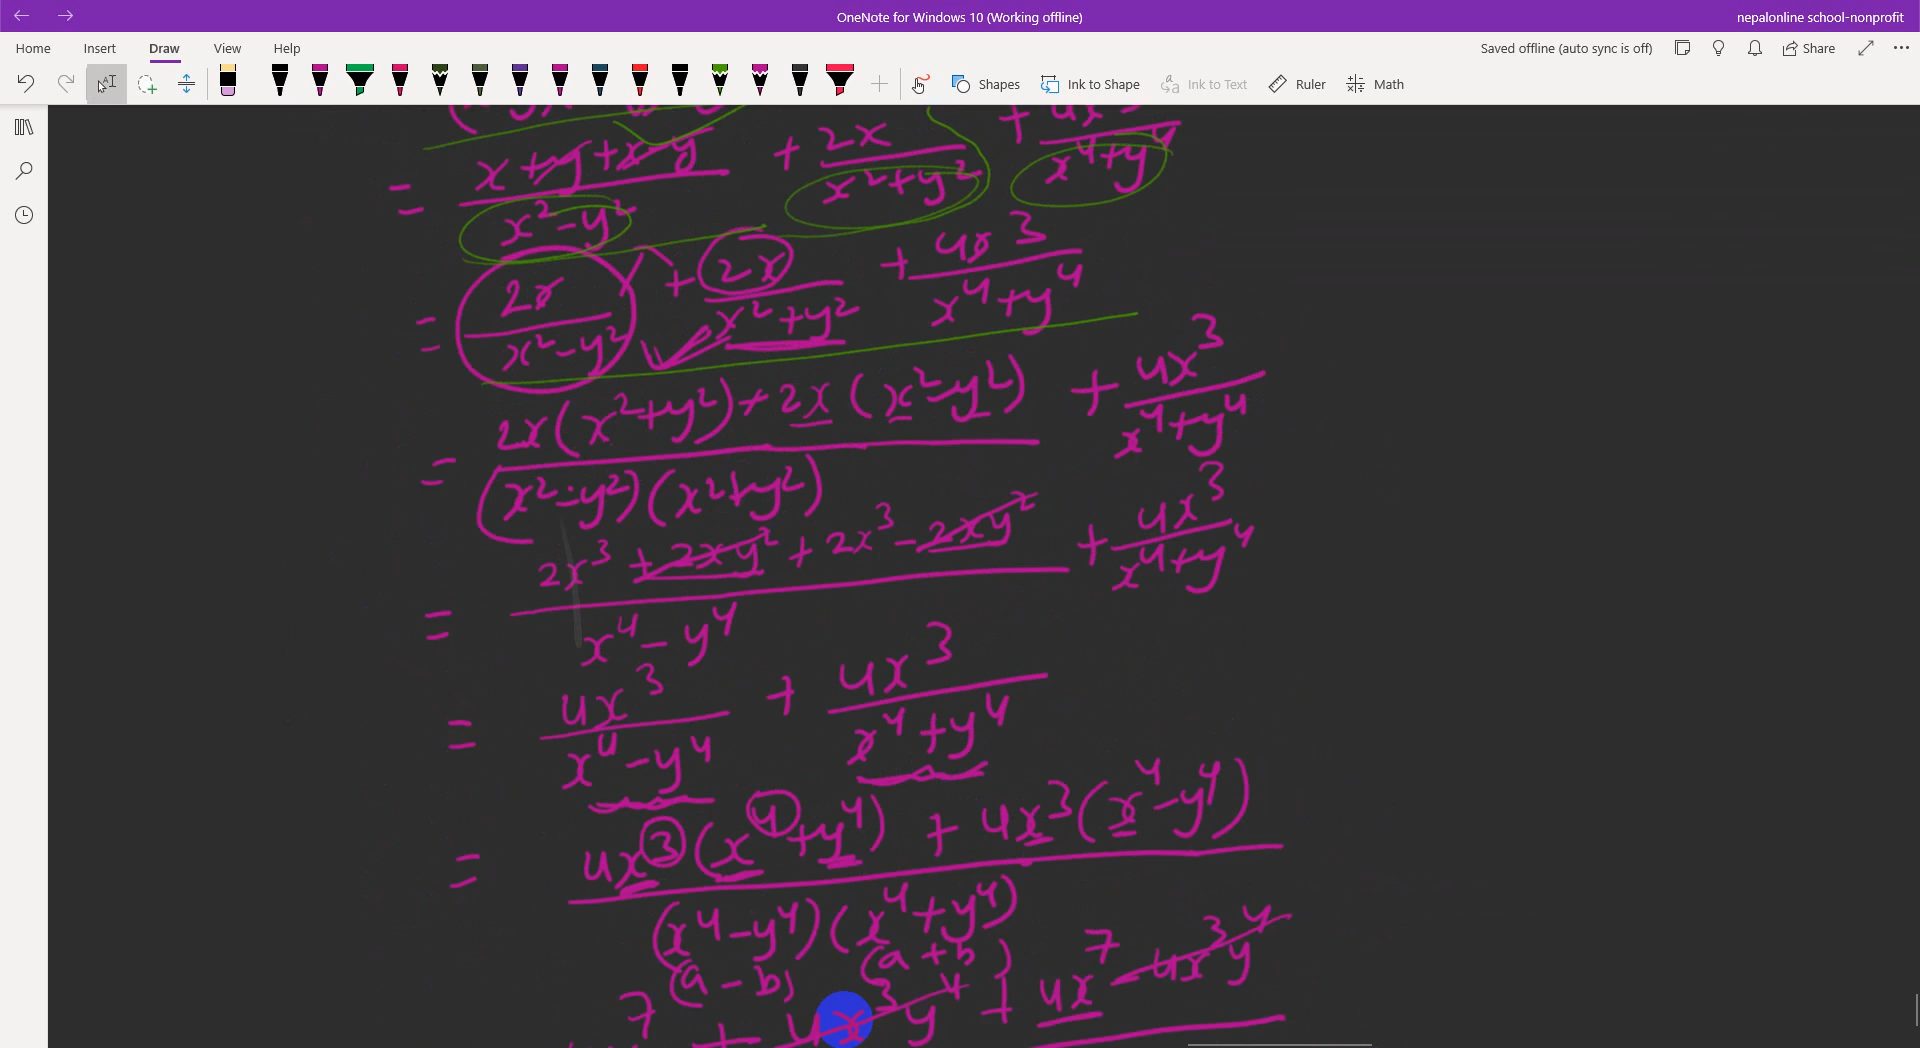 OneNote for Windows 10 (Working offline)
nepalonline school-nonprofit
Home Insert Draw View Help
Saved offline (auto sync is off) Share
Shapes Ink to Shape Ink to Text Ruler Math
= x + y + x - y / x² - y² + 2x / x² + y² + 4x³ / x⁴ + y⁴
= 2x / x² - y² + 2x / x² + y² + 4x³ / x⁴ + y⁴
= 2x(x² + y²) + 2x(x² - y²) / (x² - y²)(x² + y²) + 4x³ / x⁴ + y⁴
= 2x³ + 2xy² + 2x³ - 2xy² / x⁴ - y⁴ + 4x³ / x⁴ + y⁴
= 4x³ / x⁴ - y⁴ + 4x³ / x⁴ + y⁴
= 4x³(x⁴ + y⁴) + 4x³(x⁴ - y⁴) / (x⁴ - y⁴)(x⁴ + y⁴)
(a - b) (a + b)
7 + 4x³y⁴ + 4x⁷ - 4x³y⁴